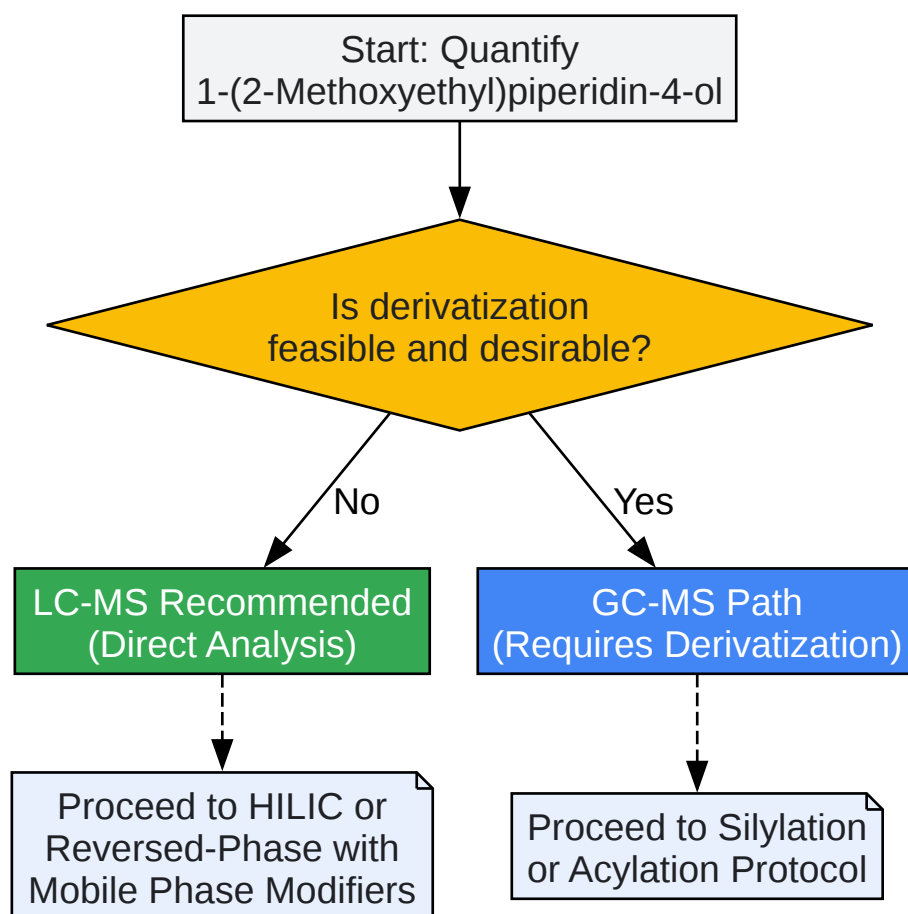 Start: Quantify
1-(2-Methoxyethyl)piperidin-4-ol
Is derivatization
feasible and desirable?
No
Yes
LC-MS Recommended
(Direct Analysis)
GC-MS Path
(Requires Derivatization)
Proceed to HILIC or
Reversed-Phase with
Mobile Phase Modifiers
Proceed to Silylation
or Acylation Protocol